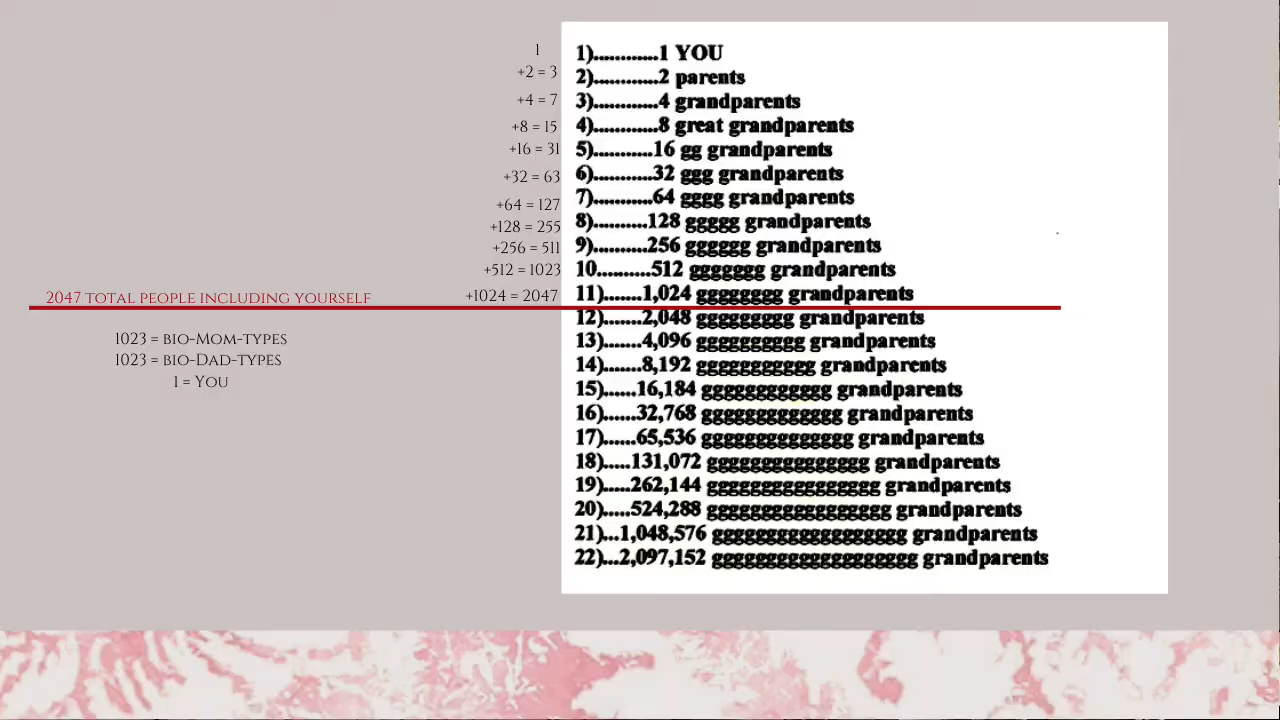 1
+2 = 3
+4 = 7
+8 = 15
+16 = 31
+32 = 63
+64 = 127
+128 = 255
+256 = 511
+512 = 1023
+1024 = 2047
2047 total people including yourself
1023 = bio-Mom-types
1023 = bio-Dad-types
1 = You
1)............1 YOU
2)............2 parents
3)............4 grandparents
4)............8 great grandparents
5)...........16 gg grandparents
6)...........32 ggg grandparents
7)...........64 gggg grandparents
8)..........128 ggggg grandparents
9)..........256 gggggg grandparents
10..........512 ggggggg grandparents
11).......1,024 gggggggg grandparents
12).......2,048 ggggggggg grandparents
13).......4,096 gggggggggg grandparents
14).......8,192 ggggggggggg grandparents
15)......16,184 gggggggggggg grandparents
16)......32,768 ggggggggggggg grandparents
17)......65,536 gggggggggggggg grandparents
18).....131,072 ggggggggggggggg grandparents
19).....262,144 gggggggggggggggg grandparents
20).....524,288 ggggggggggggggggg grandparents
21)...1,048,576 gggggggggggggggggg grandparents
22)...2,097,152 ggggggggggggggggggg grandparents